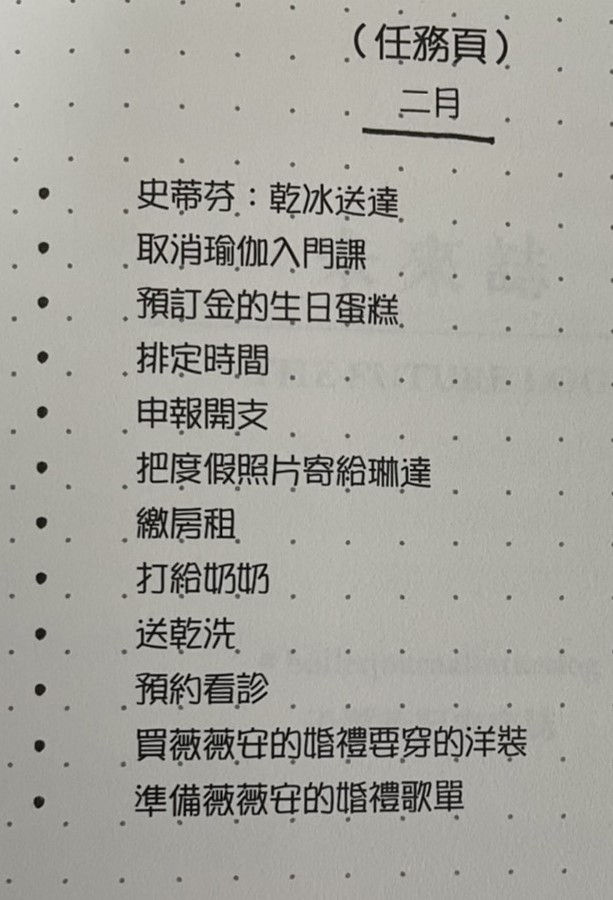 （任務頁）
二月
• 史蒂芬：乾冰送達
• 取消瑜伽入門課
• 預訂金的生日蛋糕
• 排定時間
• 申報開支
• 把度假照片寄給琳達
• 繳房租
• 打給奶奶
• 送乾洗
• 預約看診
• 買薇薇安的婚禮要穿的洋裝
• 準備薇薇安的婚禮歌單